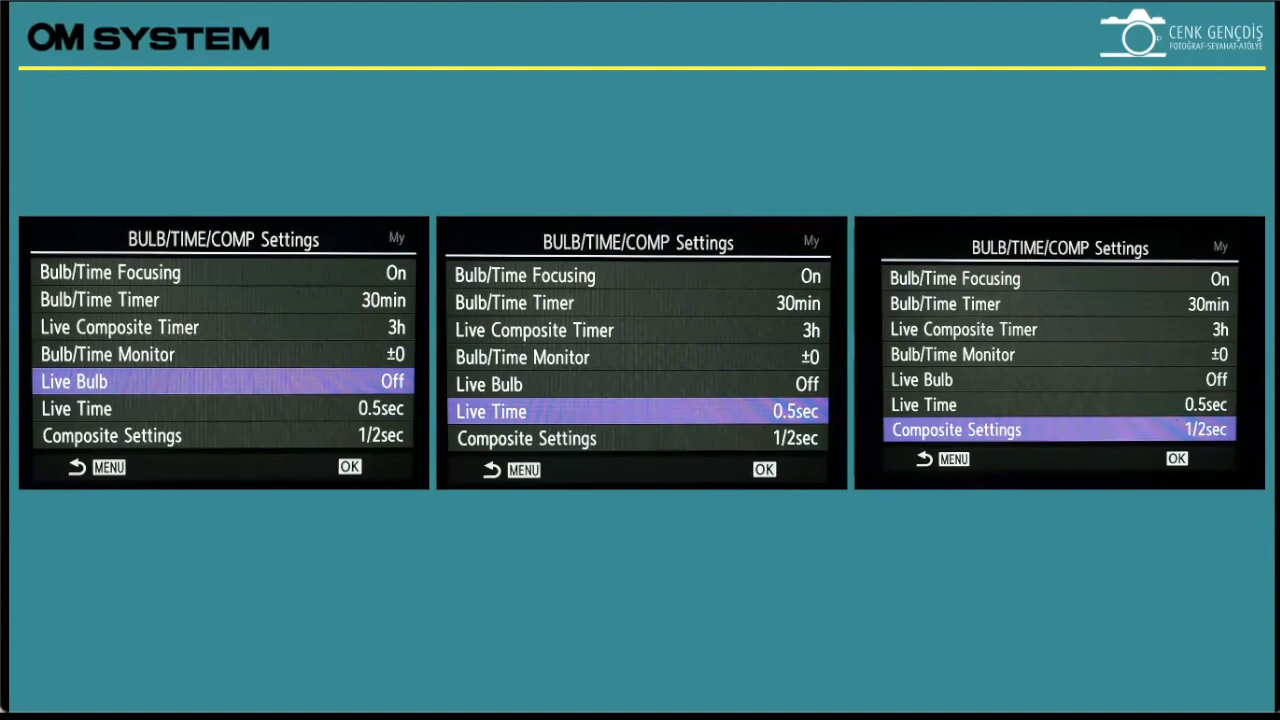 OM SYSTEM
CENK GENÇDİŞ
FOTOĞRAF-SEYAHAT-ATÖLYE
BULB/TIME/COMP Settings My
Bulb/Time Focusing On
Bulb/Time Timer 30min
Live Composite Timer 3h
Bulb/Time Monitor ±0
Live Bulb Off
Live Time 0.5sec
Composite Settings 1/2sec
MENU OK
BULB/TIME/COMP Settings My
Bulb/Time Focusing On
Bulb/Time Timer 30min
Live Composite Timer 3h
Bulb/Time Monitor ±0
Live Bulb Off
Live Time 0.5sec
Composite Settings 1/2sec
MENU OK
BULB/TIME/COMP Settings My
Bulb/Time Focusing On
Bulb/Time Timer 30min
Live Composite Timer 3h
Bulb/Time Monitor ±0
Live Bulb Off
Live Time 0.5sec
Composite Settings 1/2sec
MENU OK